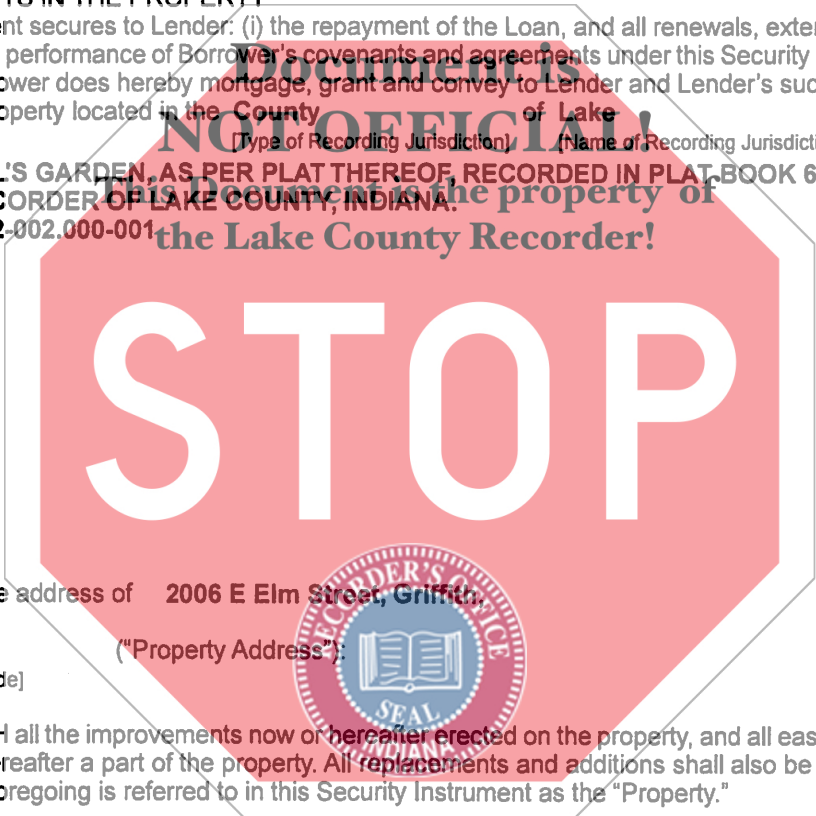 TS IN THE PROPERTY
nt secures to Lender: (i) the repayment of the Loan, and all renewals, exte
performance of Borrower's covenants and agreements under this Security
ower does hereby mortgage, grant and convey to Lender and Lender's suc
operty located in the County of Lake
[Type of Recording Jurisdiction] [Name of Recording Jurisdicti
L'S GARDEN, AS PER PLAT THEREOF, RECORDED IN PLAT BOOK 6
CORDER OF LAKE COUNTY, INDIANA.
2-002.000-001
Document is
NOT OFFICIAL!
This Document is the property of
the Lake County Recorder!
STOP
e address of 2006 E Elm Street, Griffith,
("Property Address"):
de]
RECORDER'S OFFICE
SEAL
INDIANA
H all the improvements now or hereafter erected on the property, and all eas
reafter a part of the property. All replacements and additions shall also be
oregoing is referred to in this Security Instrument as the "Property."